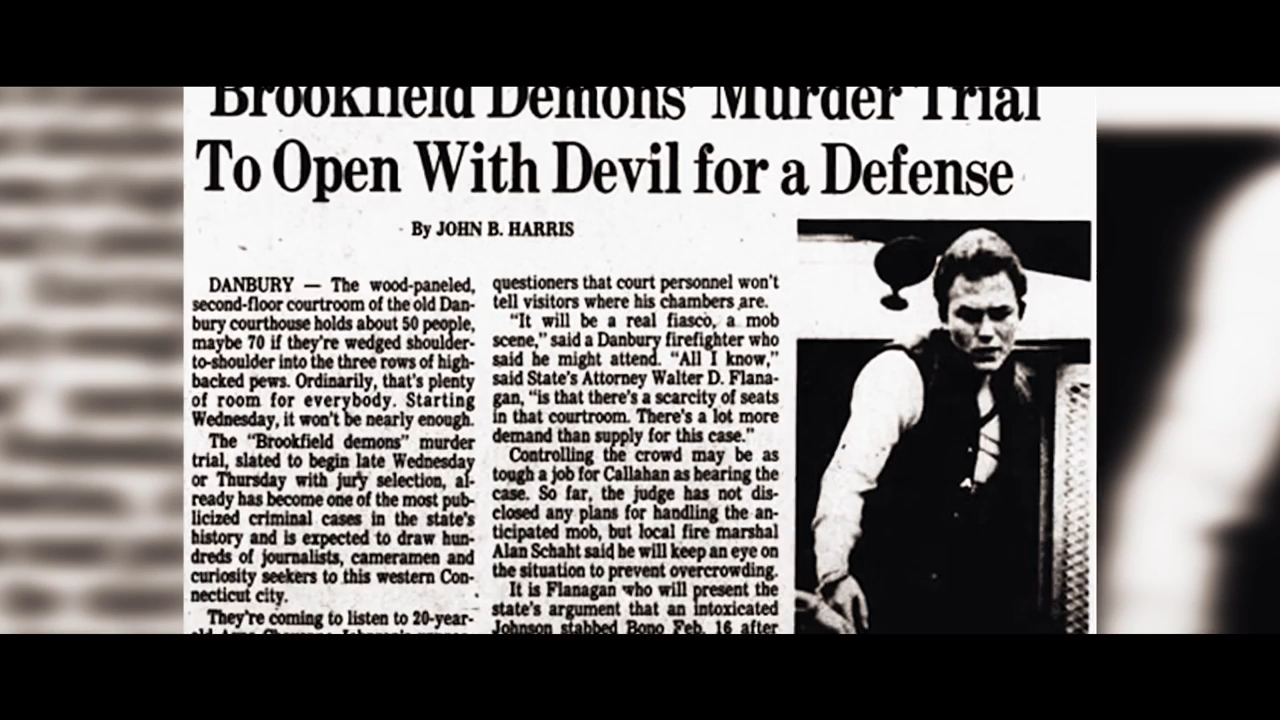 'Brookfield Demons' Murder Trial
To Open With Devil for a Defense
By JOHN B. HARRIS
DANBURY — The wood-paneled,
second-floor courtroom of the old Dan-
bury courthouse holds about 50 people,
maybe 70 if they're wedged shoulder-
to-shoulder into the three rows of high-
backed pews. Ordinarily, that's plenty
of room for everybody. Starting
Wednesday, it won't be nearly enough.
The "Brookfield demons" murder
trial, slated to begin late Wednesday
or Thursday with jury selection, al-
ready has become one of the most pub-
licized criminal cases in the state's
history and is expected to draw hun-
dreds of journalists, cameramen and
curiosity seekers to this western Con-
necticut city.
They're coming to listen to 20-year-
questioners that court personnel won't
tell visitors where his chambers are.
"It will be a real fiasco, a mob
scene," said a Danbury firefighter who
said he might attend. "All I know,"
said State's Attorney Walter D. Flana-
gan, "is that there's a scarcity of seats
in that courtroom. There's a lot more
demand than supply for this case."
Controlling the crowd may be as
tough a job for Callahan as hearing the
case. So far, the judge has not dis-
closed any plans for handling the an-
ticipated mob, but local fire marshal
Alan Schaht said he will keep an eye on
the situation to prevent overcrowding.
It is Flanagan who will present the
state's argument that an intoxicated
Johnson stabbed Bono Feb. 16 after